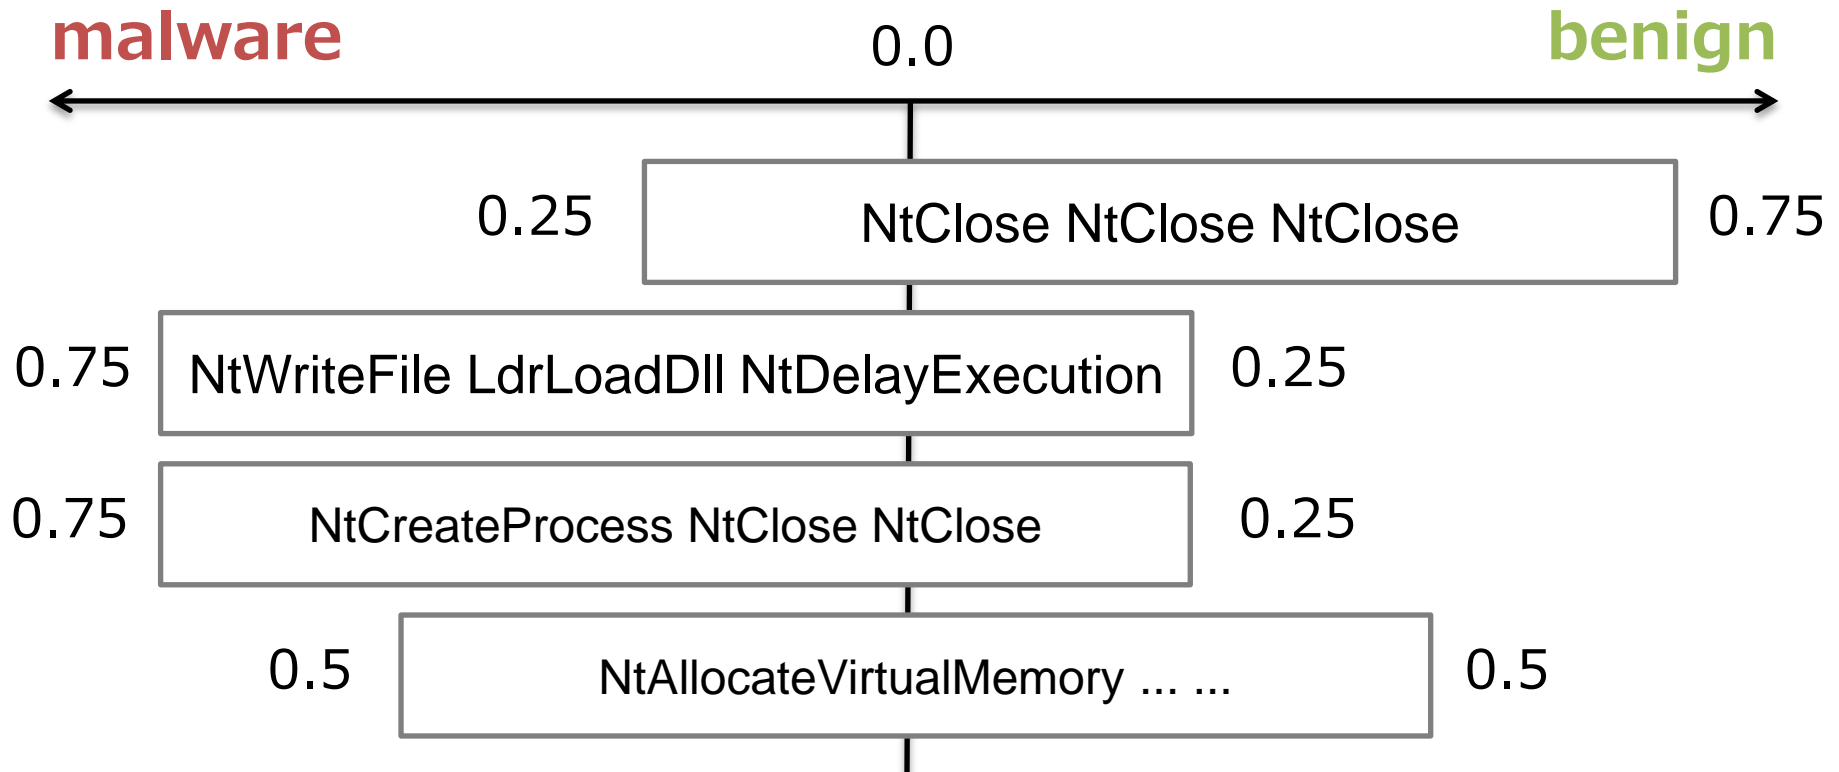 malware 0.0 benign
0.25 NtClose NtClose NtClose 0.75
0.75 NtWriteFile LdrLoadDll NtDelayExecution 0.25
0.75 NtCreateProcess NtClose NtClose 0.25
0.5 NtAllocateVirtualMemory ... ... 0.5